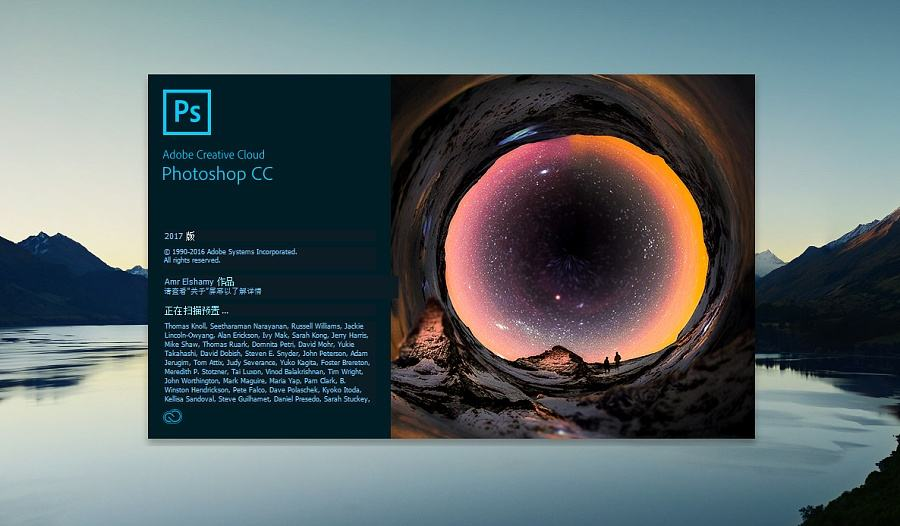 Ps
Adobe Creative Cloud
Photoshop CC
2017 版
© 1990-2016 Adobe Systems Incorporated.
All rights reserved.
Amr Elshamy 作品
请查看“关于”屏幕以了解详情
正在扫描预置 ...
Thomas Knoll, Seetharaman Narayanan, Russell Williams, Jackie
Lincoln-Owyang, Alan Erickson, Ivy Mak, Sarah Kong, Jerry Harris,
Mike Shaw, Thomas Ruark, Domnita Petri, David Mohr, Yukie
Takahashi, David Dobish, Steven E. Snyder, John Peterson, Adam
Jerugim, Tom Attix, Judy Severance, Yuko Kagita, Foster Brereton,
Meredith P. Stotzner, Tai Luxon, Vinod Balakrishnan, Tim Wright,
John Worthington, Mark Maguire, Maria Yap, Pam Clark, B.
Winston Hendrickson, Pete Falco, Dave Polaschek, Kyoko Itoda,
Kellisa Sandoval, Steve Guilhamet, Daniel Presedo, Sarah Stuckey,